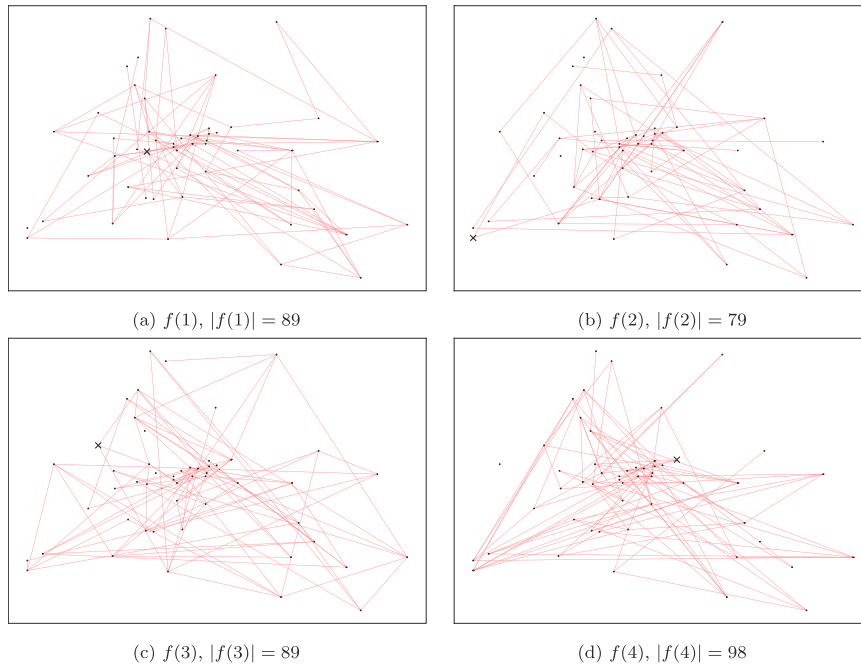 (a) f(1), |f(1)| = 89
(b) f(2), |f(2)| = 79
(c) f(3), |f(3)| = 89
(d) f(4), |f(4)| = 98